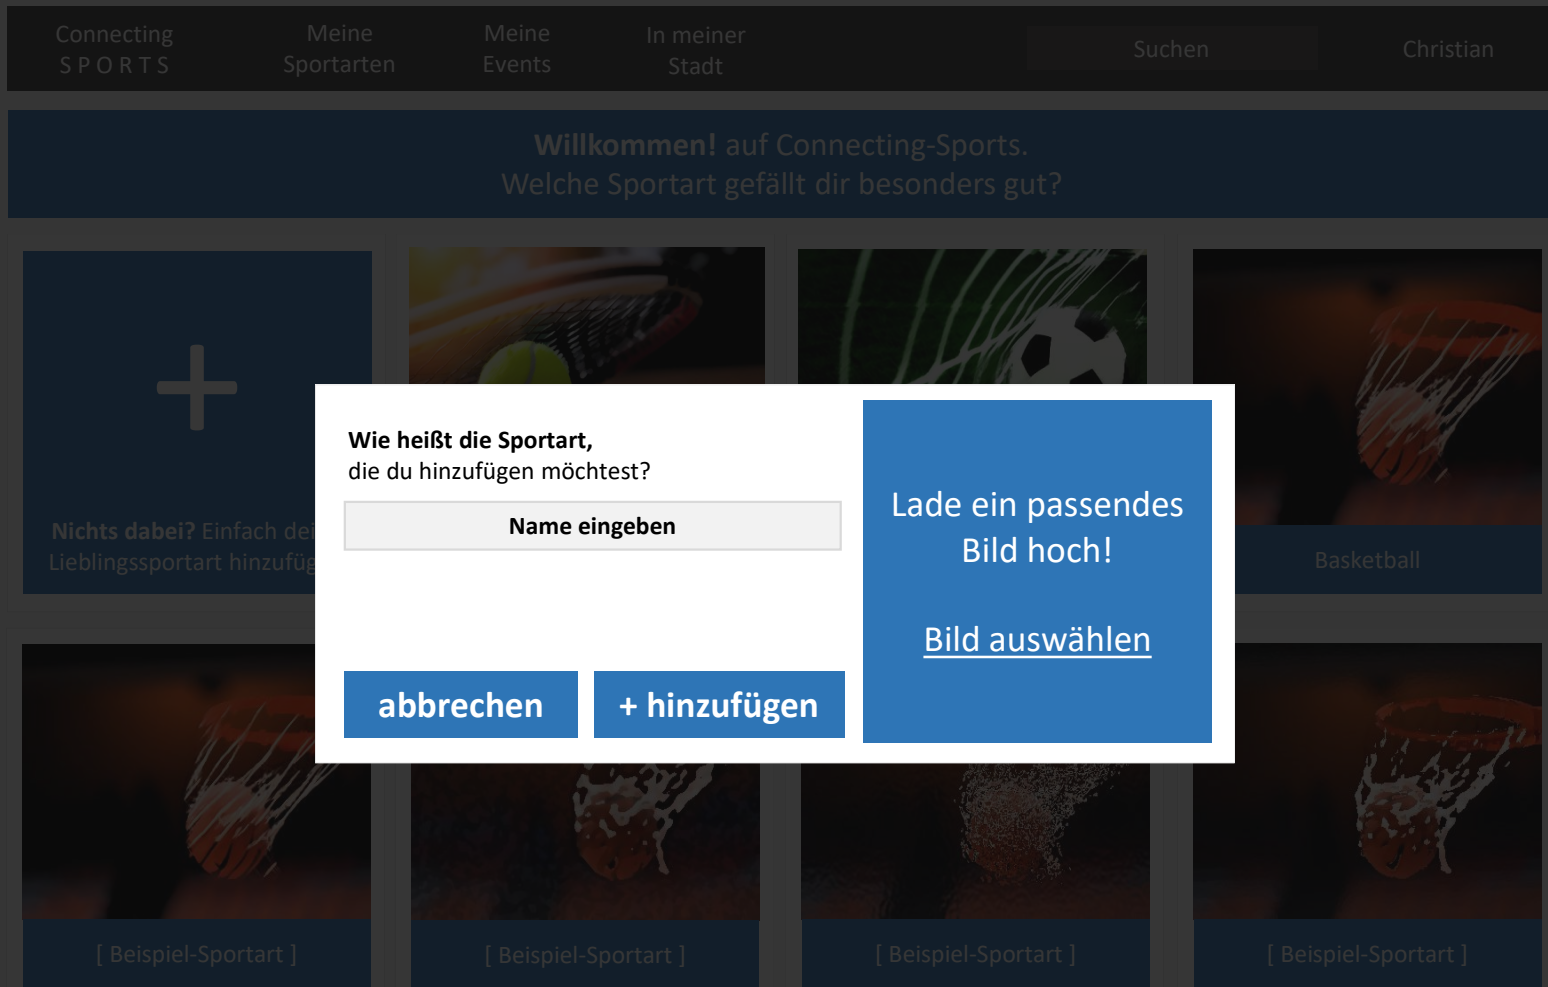 Connecting
SPORTS
Meine
Sportarten
Meine
Events
In meiner
Stadt
Suchen
Christian
Willkommen! auf Connecting-Sports.
Welche Sportart gefällt dir besonders gut?
Nichts dabei? Einfach
Lieblingssportart
Wie heißt die Sportart,
die du hinzufügen möchtest?
Name eingeben
abbrechen
+ hinzufügen
Lade ein passendes
Bild hoch!
Bild auswählen
Basketball
[ Beispiel-Sportart ]
[ Beispiel-Sportart ]
[ Beispiel-Sportart ]
[ Beispiel-Sportart ]